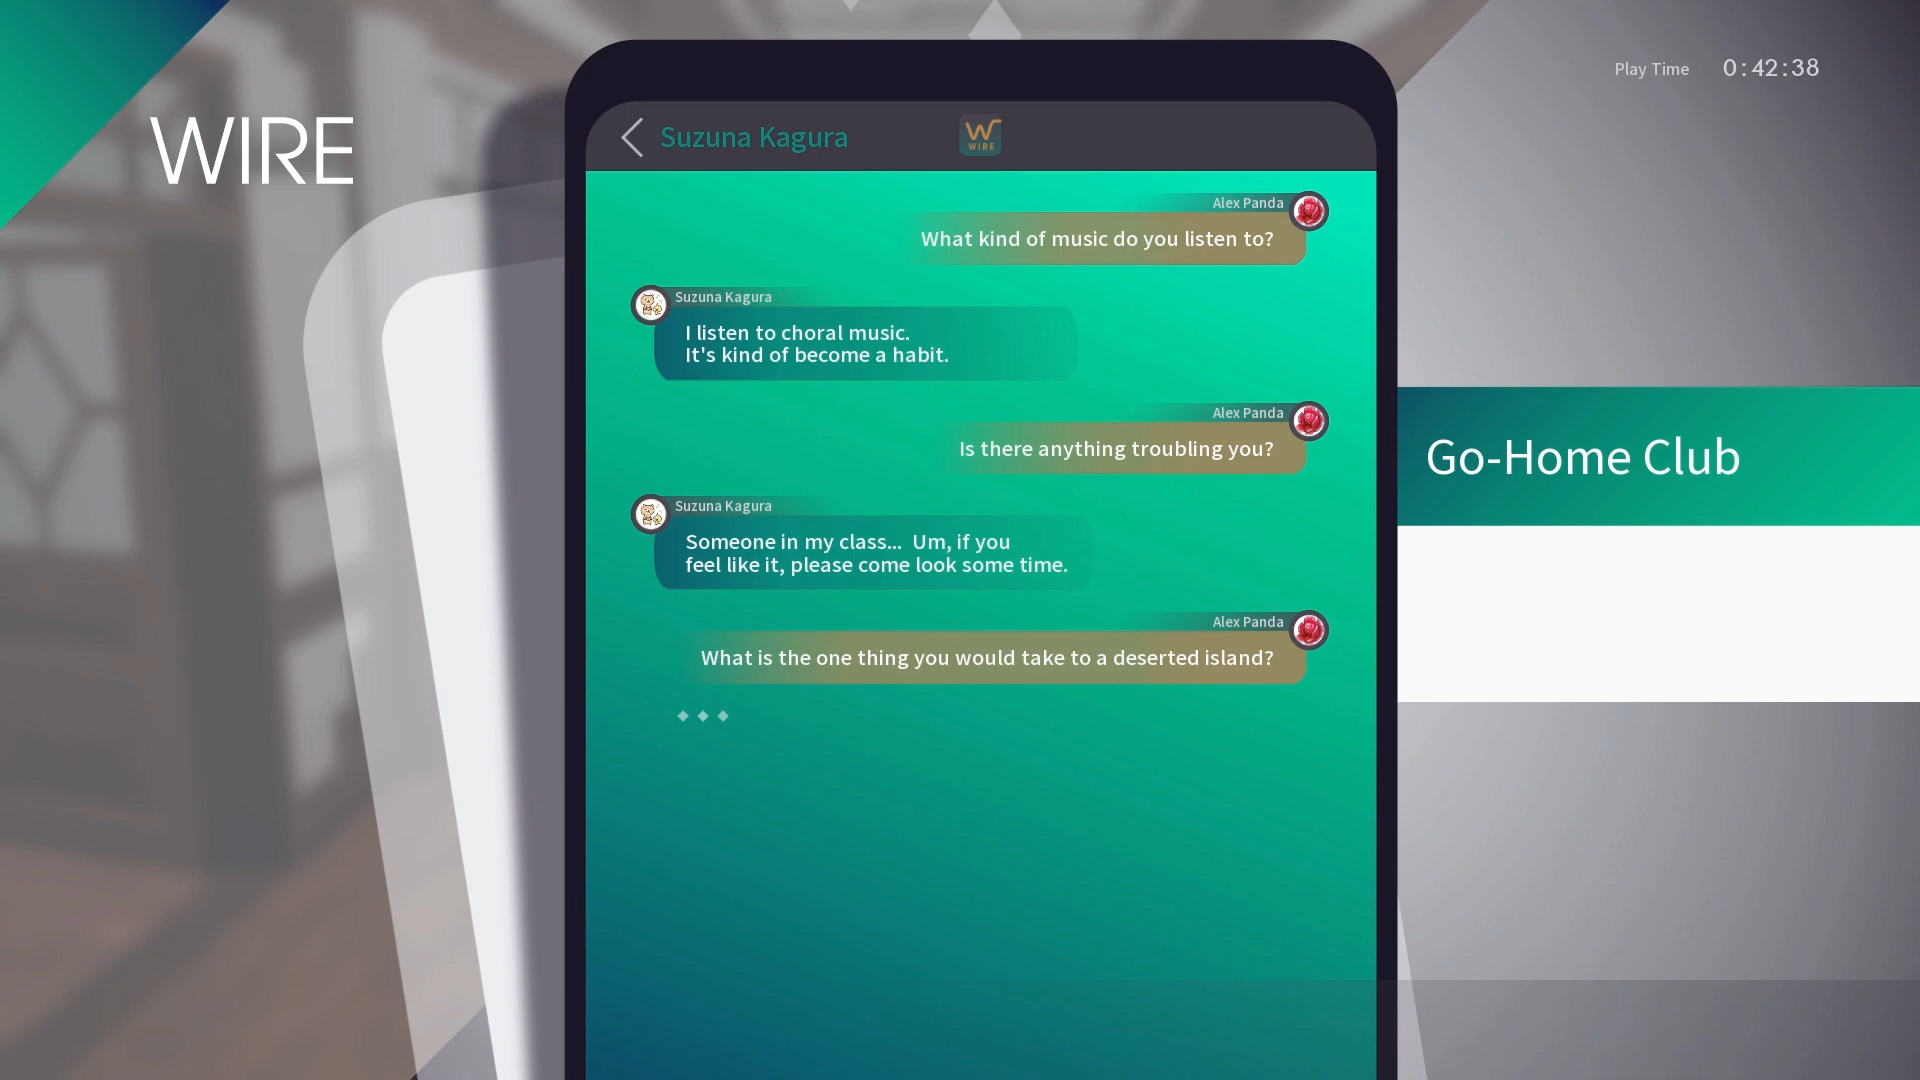 WIRE
Play Time 0:42:38
Suzuna Kagura
W
WIRE
Alex Panda
What kind of music do you listen to?
Suzuna Kagura
I listen to choral music.
It's kind of become a habit.
Alex Panda
Is there anything troubling you?
Suzuna Kagura
Someone in my class... Um, if you
feel like it, please come look some time.
Alex Panda
What is the one thing you would take to a deserted island?
Go-Home Club